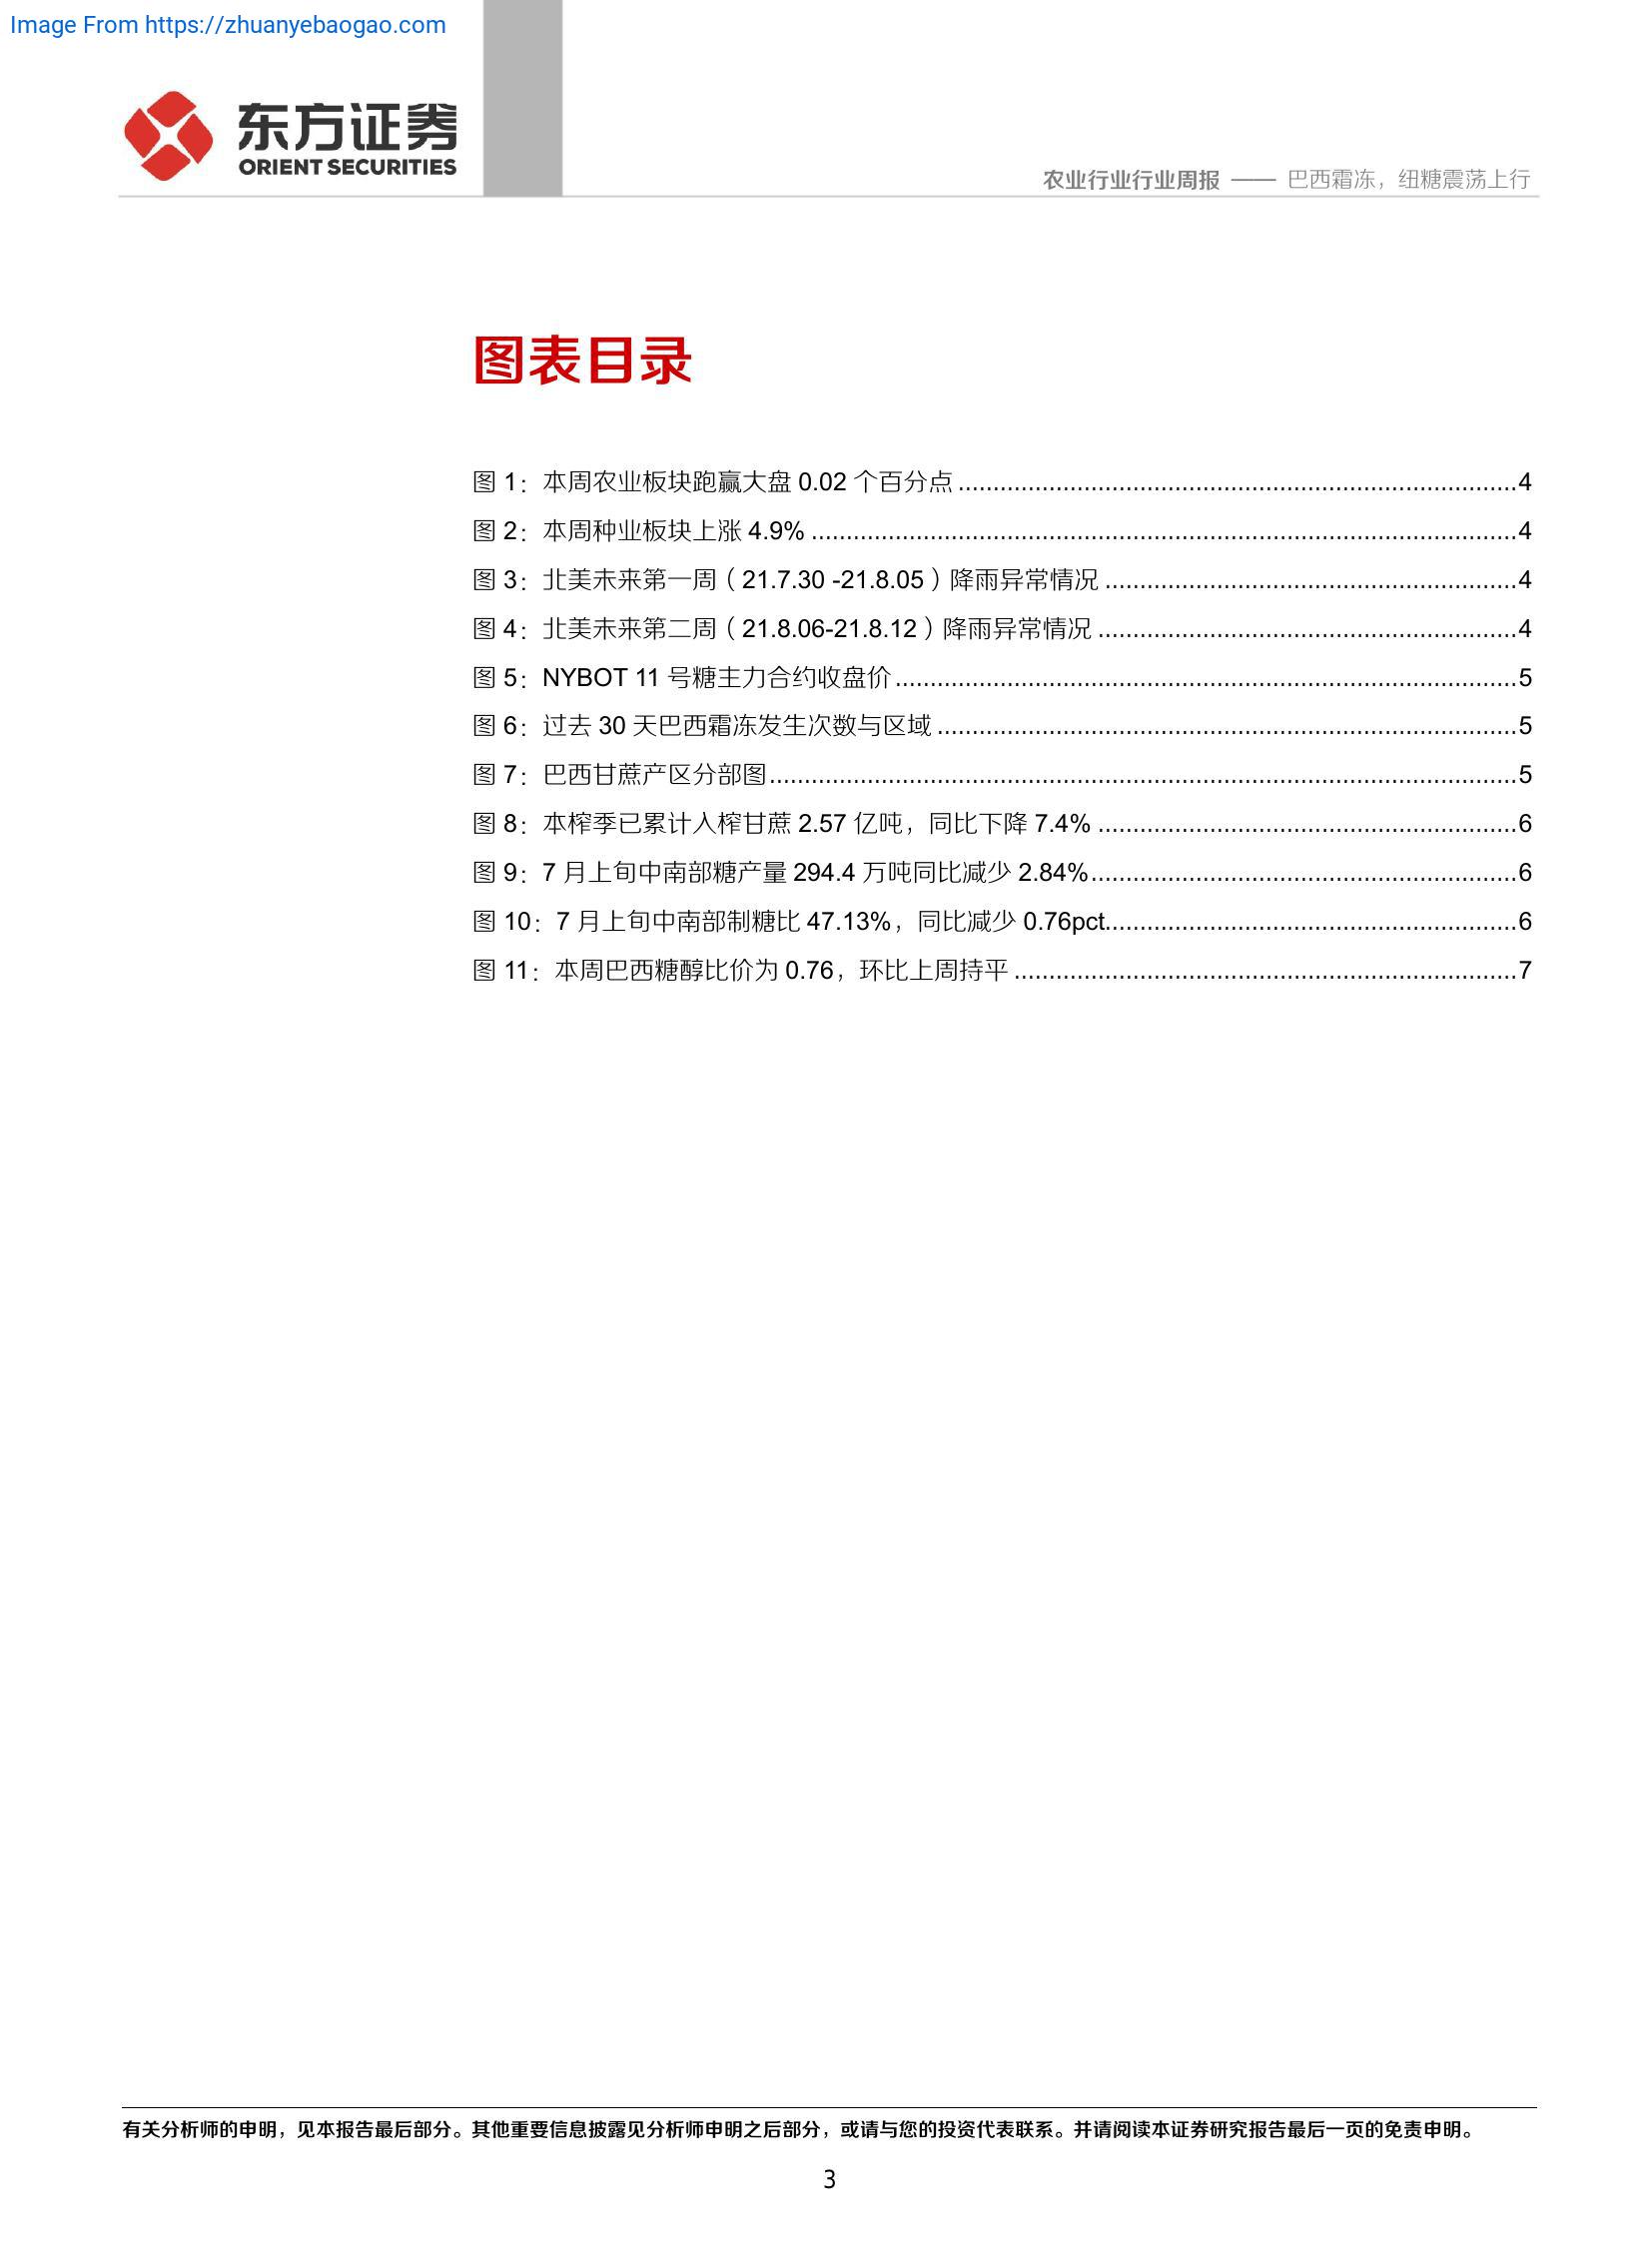 Image From https://zhuanyebaogao.com
东方证券
ORIENT SECURITIES
农业行业行业周报 —— 巴西霜冻，纽糖震荡上行
图表目录
图 1：本周农业板块跑赢大盘 0.02 个百分点 ................................................................................4
图 2：本周种业板块上涨 4.9% .....................................................................................................4
图 3：北美未来第一周（21.7.30 -21.8.05）降雨异常情况 ...........................................................4
图 4：北美未来第二周（21.8.06-21.8.12）降雨异常情况 ............................................................4
图 5：NYBOT 11 号糖主力合约收盘价.........................................................................................5
图 6：过去 30 天巴西霜冻发生次数与区域 ...................................................................................5
图 7：巴西甘蔗产区分部图...........................................................................................................5
图 8：本榨季已累计入榨甘蔗 2.57 亿吨，同比下降 7.4% ............................................................6
图 9：7 月上旬中南部糖产量 294.4 万吨同比减少 2.84%.............................................................6
图 10：7 月上旬中南部制糖比 47.13%，同比减少 0.76pct...........................................................6
图 11：本周巴西糖醇比价为 0.76，环比上周持平 ........................................................................7
有关分析师的申明，见本报告最后部分。其他重要信息披露见分析师申明之后部分，或请与您的投资代表联系。并请阅读本证券研究报告最后一页的免责申明。
3